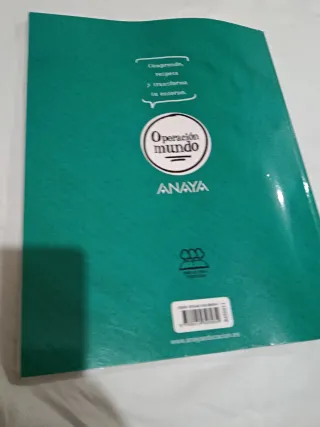 Comprende,
respeta
y transforma
tu entorno.
Operación
mundo
ANAYA
www.anayaeducacion.es